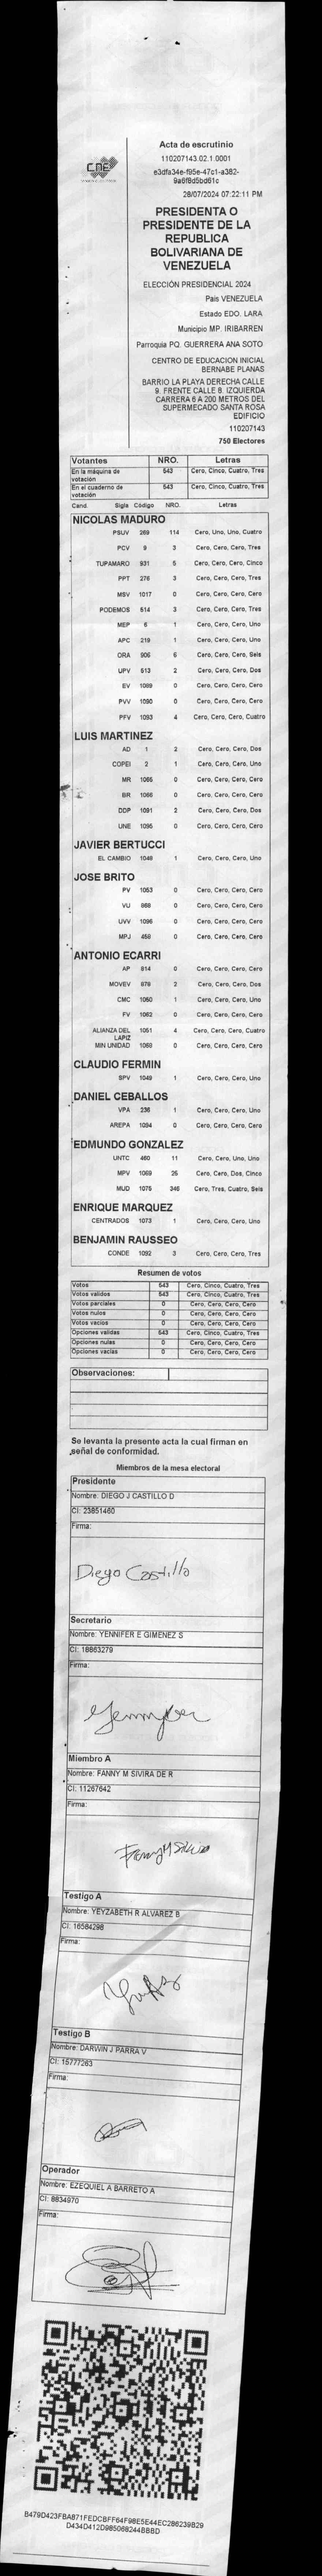 CNE
Acta de escrutinio
110207143.02.1.0001
e3dfa34e-f95e-47c1-a382-
9a6f8d5bd61c
28/07/2024 07:22:11 PM
PRESIDENTA O
PRESIDENTE DE LA
REPUBLICA
BOLIVARIANA DE
VENEZUELA
ELECCIÓN PRESIDENCIAL 2024
País VENEZUELA
Estado EDO. LARA
Municipio MP. IRIBARREN
Parroquia PQ. GUERRERA ANA SOTO
CENTRO DE EDUCACION INICIAL
BERNABE PLANAS
BARRIO LA PLAYA DERECHA CALLE
9. FRENTE CALLE 8. IZQUIERDA
CARRERA 6 A 200 METROS DEL
SUPERMECADO SANTA ROSA
EDIFICIO
110207143
750 Electores
Votantes NRO. Letras
En la máquina de votación 543 Cero, Cinco, Cuatro, Tres
En el cuaderno de votación 543 Cero, Cinco, Cuatro, Tres
Cand. Sigla Código NRO. Letras
NICOLAS MADURO
PSUV 269 114 Cero, Uno, Uno, Cuatro
PCV 9 3 Cero, Cero, Cero, Tres
TUPAMARO 931 5 Cero, Cero, Cero, Cinco
PPT 276 3 Cero, Cero, Cero, Tres
MSV 1017 0 Cero, Cero, Cero, Cero
PODEMOS 514 3 Cero, Cero, Cero, Tres
MEP 6 1 Cero, Cero, Cero, Uno
APC 219 1 Cero, Cero, Cero, Uno
ORA 906 6 Cero, Cero, Cero, Seis
UPV 513 2 Cero, Cero, Cero, Dos
EV 1089 0 Cero, Cero, Cero, Cero
PVV 1090 0 Cero, Cero, Cero, Cero
PFV 1093 4 Cero, Cero, Cero, Cuatro
LUIS MARTINEZ
AD 1 2 Cero, Cero, Cero, Dos
COPEI 2 1 Cero, Cero, Cero, Uno
MR 1065 0 Cero, Cero, Cero, Cero
BR 1066 0 Cero, Cero, Cero, Cero
DDP 1091 2 Cero, Cero, Cero, Dos
UNE 1095 0 Cero, Cero, Cero, Cero
JAVIER BERTUCCI
EL CAMBIO 1048 1 Cero, Cero, Cero, Uno
JOSE BRITO
PV 1053 0 Cero, Cero, Cero, Cero
VU 968 0 Cero, Cero, Cero, Cero
UVV 1096 0 Cero, Cero, Cero, Cero
MPJ 458 0 Cero, Cero, Cero, Cero
ANTONIO ECARRI
AP 814 0 Cero, Cero, Cero, Cero
MOVEV 878 2 Cero, Cero, Cero, Dos
CMC 1050 1 Cero, Cero, Cero, Uno
FV 1062 0 Cero, Cero, Cero, Cero
ALIANZA DEL LAPIZ 1051 4 Cero, Cero, Cero, Cuatro
MIN UNIDAD 1068 0 Cero, Cero, Cero, Cero
CLAUDIO FERMIN
SPV 1049 1 Cero, Cero, Cero, Uno
DANIEL CEBALLOS
VPA 236 1 Cero, Cero, Cero, Uno
AREPA 1094 0 Cero, Cero, Cero, Cero
EDMUNDO GONZALEZ
UNTC 460 11 Cero, Cero, Uno, Uno
MPV 1069 25 Cero, Cero, Dos, Cinco
MUD 1075 346 Cero, Tres, Cuatro, Seis
ENRIQUE MARQUEZ
CENTRADOS 1073 1 Cero, Cero, Cero, Uno
BENJAMIN RAUSSEO
CONDE 1092 3 Cero, Cero, Cero, Tres
Resumen de votos
Votos 543 Cero, Cinco, Cuatro, Tres
Votos validos 543 Cero, Cinco, Cuatro, Tres
Votos parciales 0 Cero, Cero, Cero, Cero
Votos nulos 0 Cero, Cero, Cero, Cero
Votos vacios 0 Cero, Cero, Cero, Cero
Opciones validas 543 Cero, Cinco, Cuatro, Tres
Opciones nulas 0 Cero, Cero, Cero, Cero
Opciones vacias 0 Cero, Cero, Cero, Cero
Observaciones:
Se levanta la presente acta la cual firman en
señal de conformidad.
Miembros de la mesa electoral
Presidente
Nombre: DIEGO J CASTILLO D
CI: 23851460
Firma:
Diego Castillo
Secretario
Nombre: YENNIFER E GIMENEZ S
CI: 18863279
Firma:
Miembro A
Nombre: FANNY M SIVIRA DE R
CI: 11267642
Firma:
Fanny M Sivira
Testigo A
Nombre: YEYZABETH R ALVAREZ B
CI: 16584298
Firma:
Testigo B
Nombre: DARWIN J PARRA V
CI: 15777263
Firma:
Operador
Nombre: EZEQUIEL A BARRETO A
CI: 8834970
Firma:
B479D423FBA871FEDCBFF64F98E5E44EC286239B29
D434D412D985068244BBBD